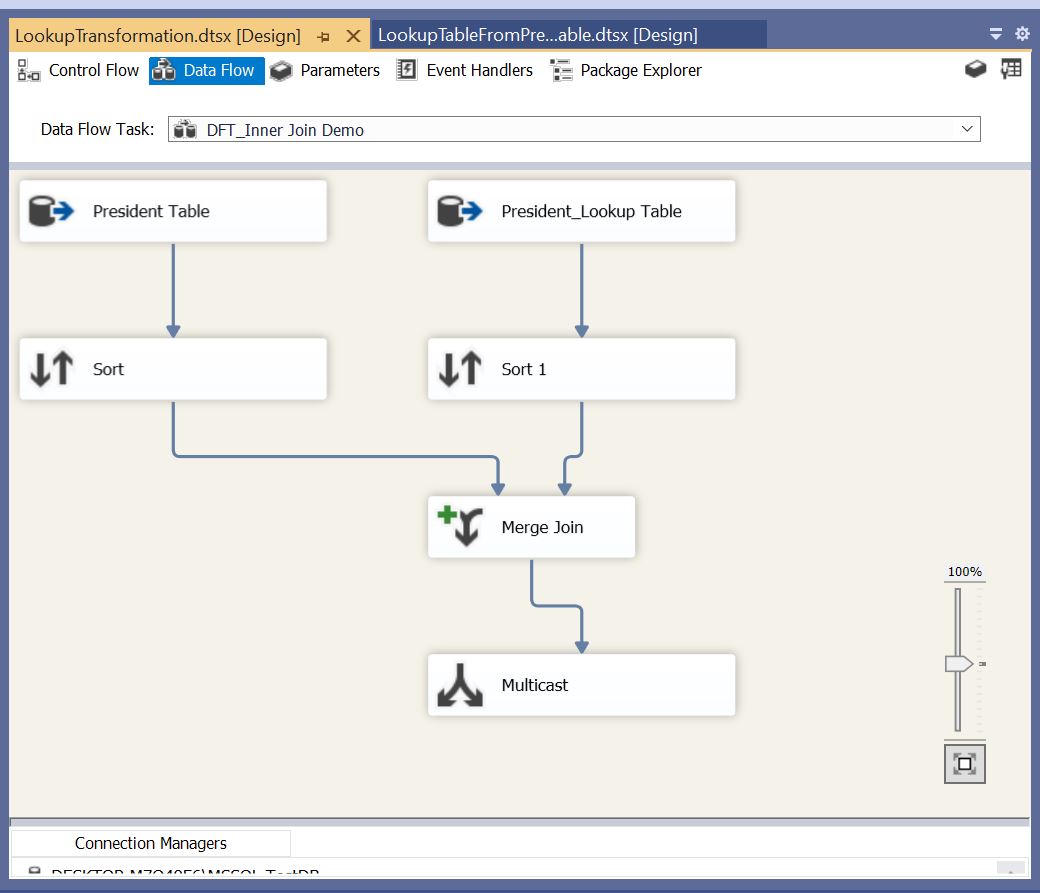 LookupTransformation.dtsx [Design] LookupTableFromPre...able.dtsx [Design]
Control Flow Data Flow Parameters Event Handlers Package Explorer
Data Flow Task: DFT_Inner Join Demo
President Table President_Lookup Table
Sort Sort 1
Merge Join
100%
Multicast
Connection Managers